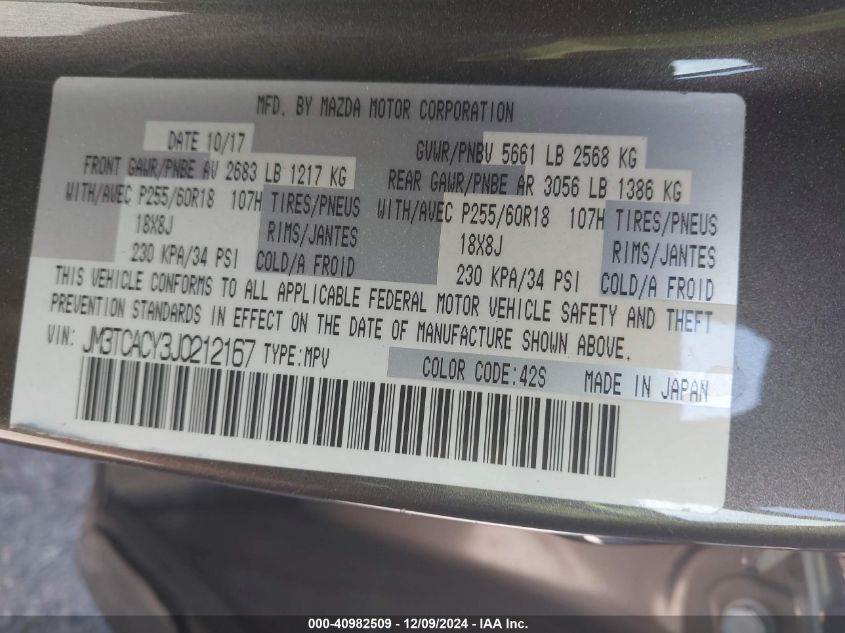 MFD. BY MAZDA MOTOR CORPORATION
DATE 10/17 GVWR/PNBV 5661 LB 2568 KG
FRONT GAWR/PNBE AV 2683 LB 1217 KG REAR GAWR/PNBE AR 3056 LB 1386 KG
WITH/AVEC P255/60R18 107H TIRES/PNEUS WITH/AVEC P255/60R18 107H TIRES/PNEUS
18X8J RIMS/JANTES 18X8J RIMS/JANTES
230 KPA/34 PSI COLD/A FROID 230 KPA/34 PSI COLD/A FROID
THIS VEHICLE CONFORMS TO ALL APPLICABLE FEDERAL MOTOR VEHICLE SAFETY AND THEFT
PREVENTION STANDARDS IN EFFECT ON THE DATE OF MANUFACTURE SHOWN ABOVE.
VIN: JM3TCACY3J0212167 TYPE:MPV
COLOR CODE:42S MADE IN JAPAN
000-40982509 - 12/09/2024 - IAA Inc.